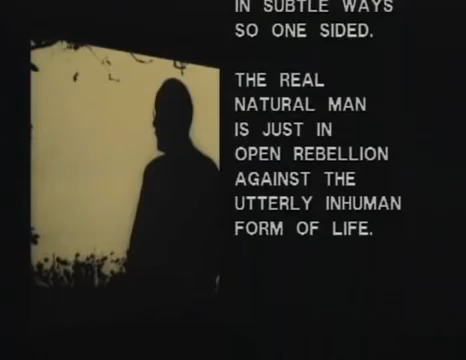 IN SUBTLE WAYS
SO ONE SIDED.
THE REAL
NATURAL MAN
IS JUST IN
OPEN REBELLION
AGAINST THE
UTTERLY INHUMAN
FORM OF LIFE.